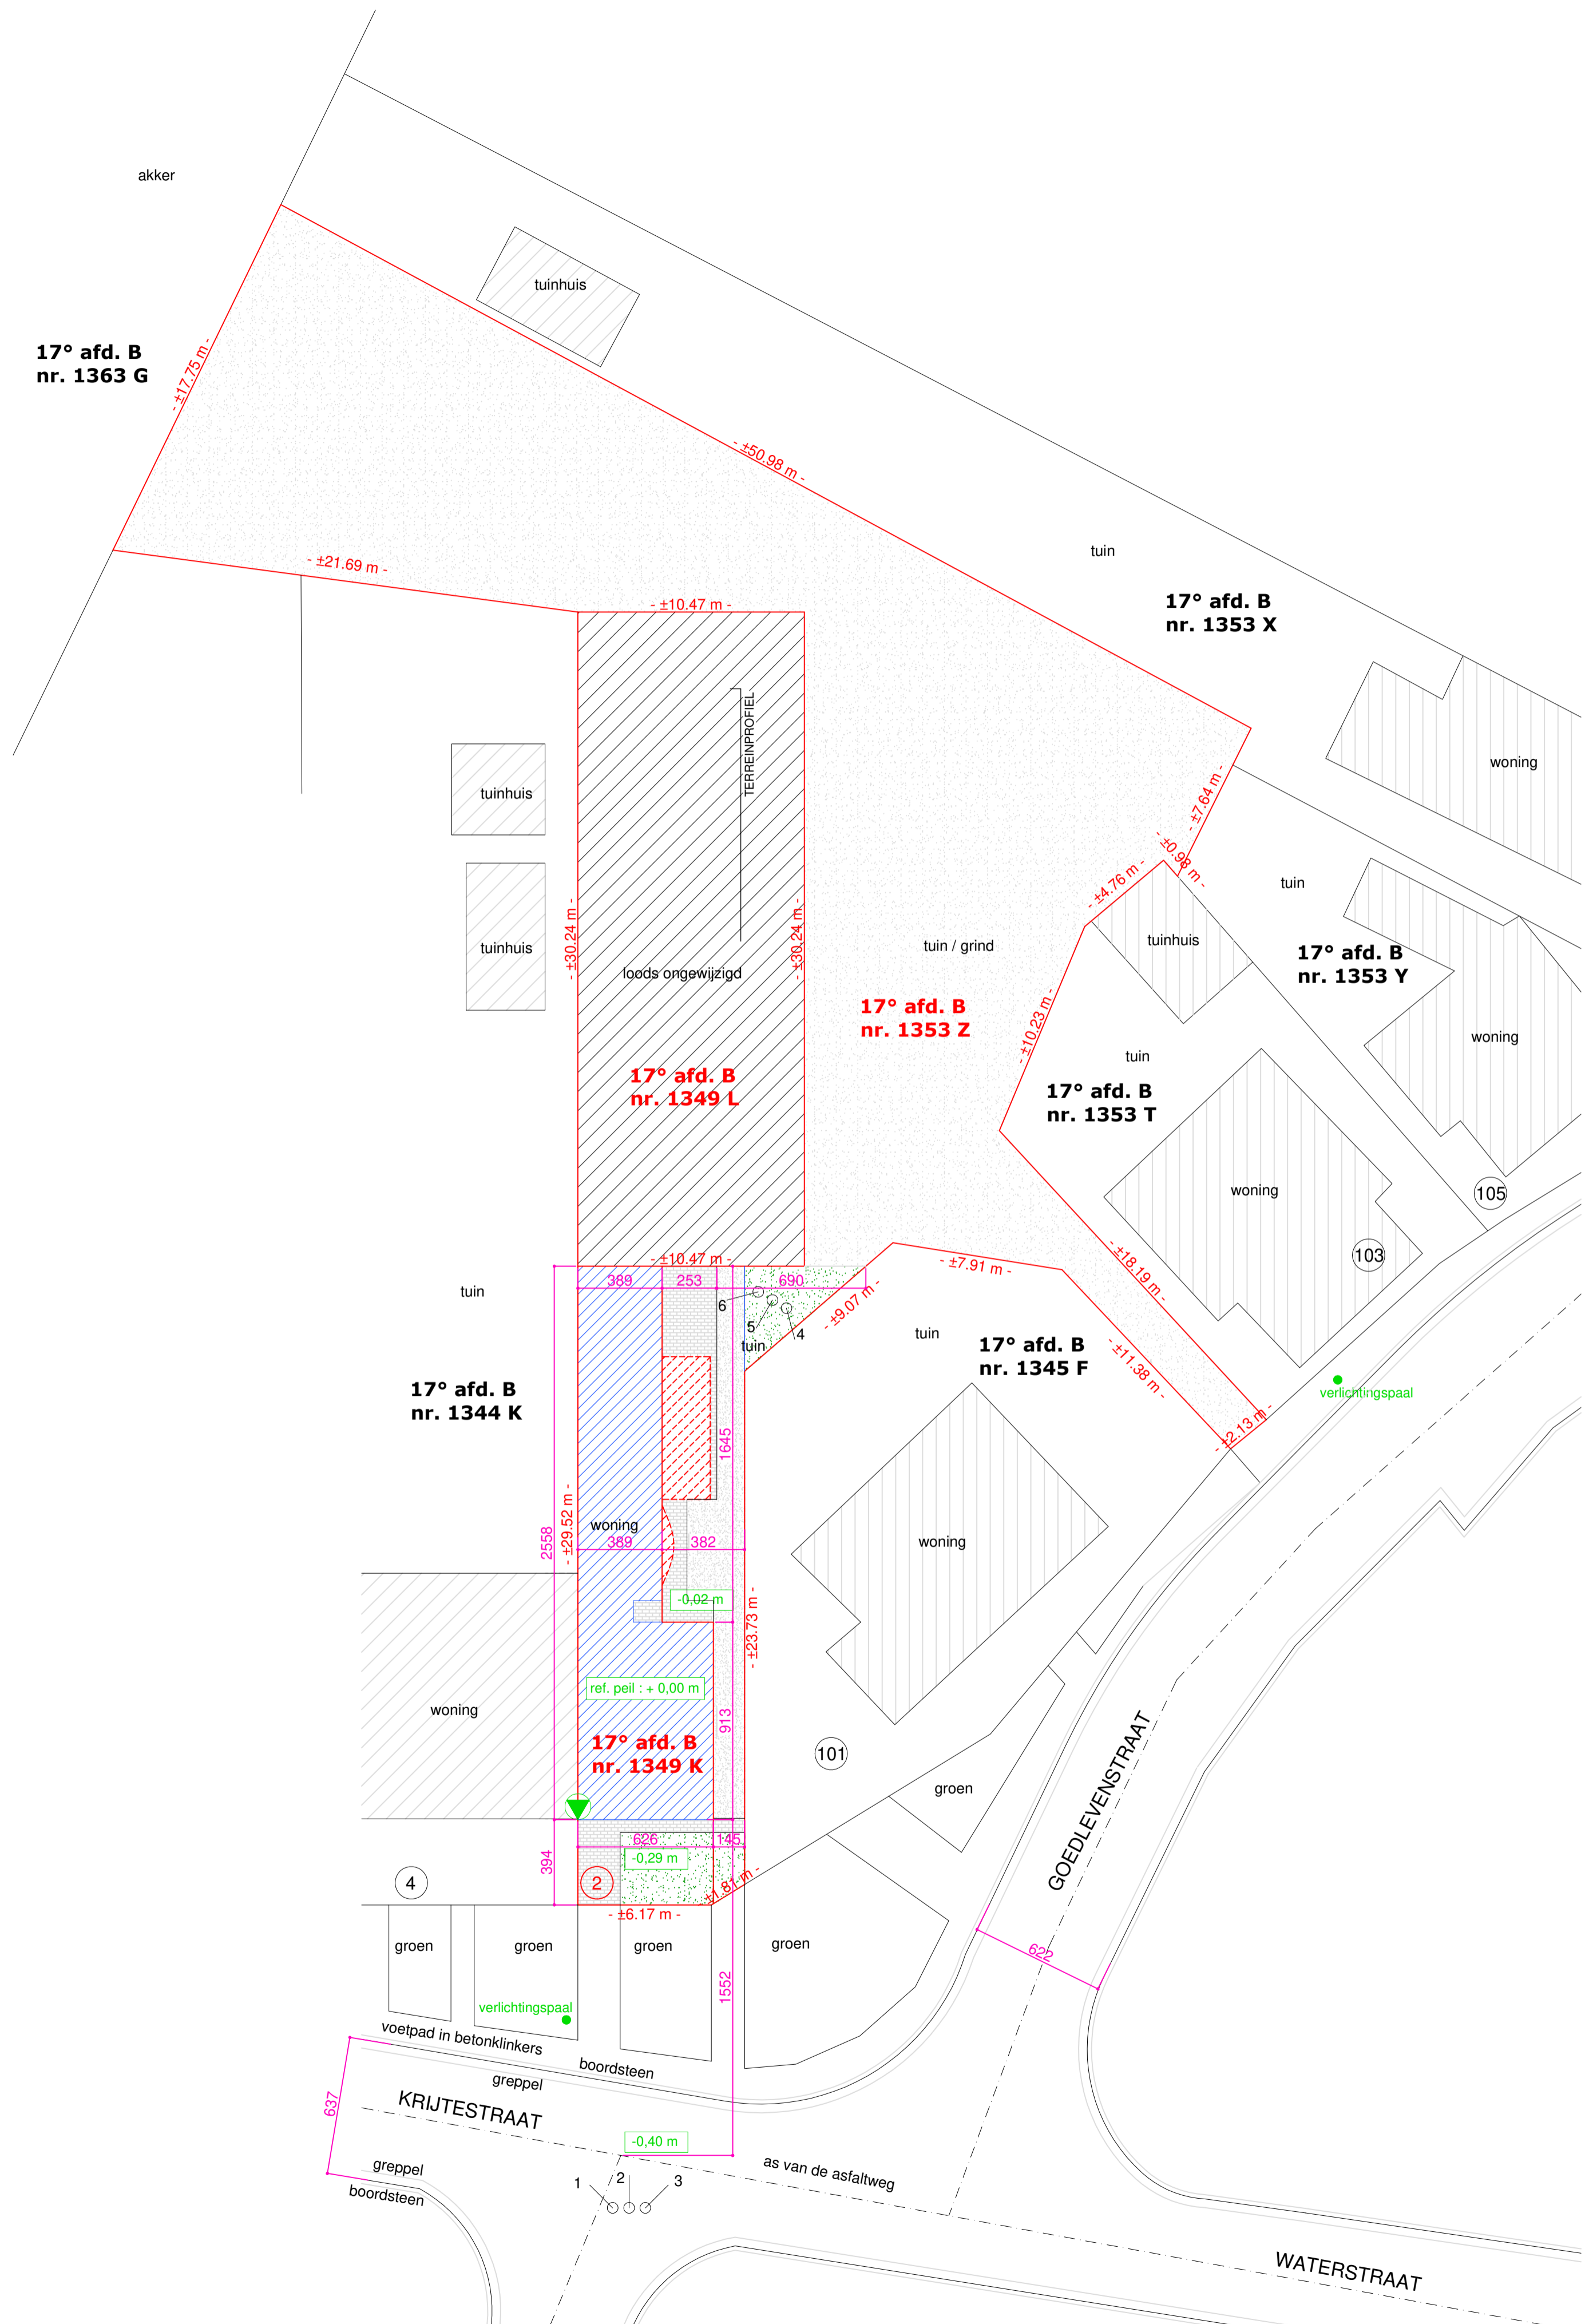 akker
tuinhuis
17° afd. B
nr. 1363 G
- ±17.75 m -
- ±50.98 m -
- ±21.69 m -
tuin
- ±10.47 m -
17° afd. B
nr. 1353 X
TERREINPROFIEL
woning
tuinhuis
- ±7.64 m -
- ±0.98 m -
- ±4.76 m -
tuin
tuinhuis
- ±30.24 m -
- ±30.24 m -
tuinhuis
tuin / grind
17° afd. B
nr. 1353 Y
loods ongewijzigd
17° afd. B
nr. 1353 Z
- ±10.23 m -
woning
tuin
17° afd. B
nr. 1349 L
17° afd. B
nr. 1353 T
woning
105
103
- ±10.47 m -
- ±7.91 m -
- ±18.19 m -
389
253
690
tuin
6
5
4
tuin
- ±9.07 m -
tuin
17° afd. B
nr. 1345 F
- ±11.38 m -
verlichtingspaal
17° afd. B
nr. 1344 K
- ±2.13 m -
1645
2558
- ±29.52 m -
woning
389
382
woning
-0,02 m
- ±23.73 m -
ref. peil : + 0,00 m
woning
913
17° afd. B
nr. 1349 K
101
groen
GOEDLEVENSTRAAT
626
145
-0,29 m
394
4
2
- ±1.81 m -
- ±6.17 m -
groen
groen
groen
groen
622
1552
verlichtingspaal
voetpad in betonklinkers
boordsteen
greppel
637
KRIJTESTRAAT
-0,40 m
as van de asfaltweg
greppel
boordsteen
1
2
3
WATERSTRAAT